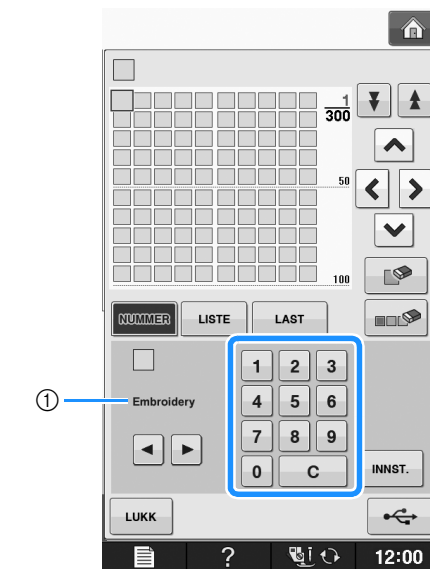 1
300
50
100
NUMMER LISTE LAST
1 2 3
① Embroidery 4 5 6
7 8 9
0 C INNST.
LUKK
? 12:00